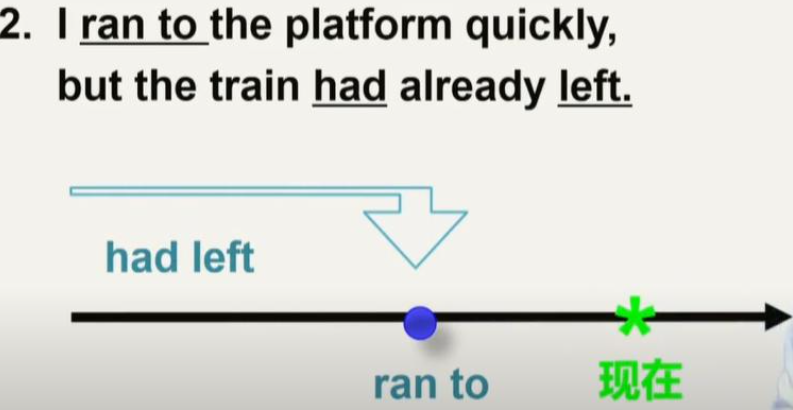 2. I ran to the platform quickly,
but the train had already left.
had left
ran to
现在